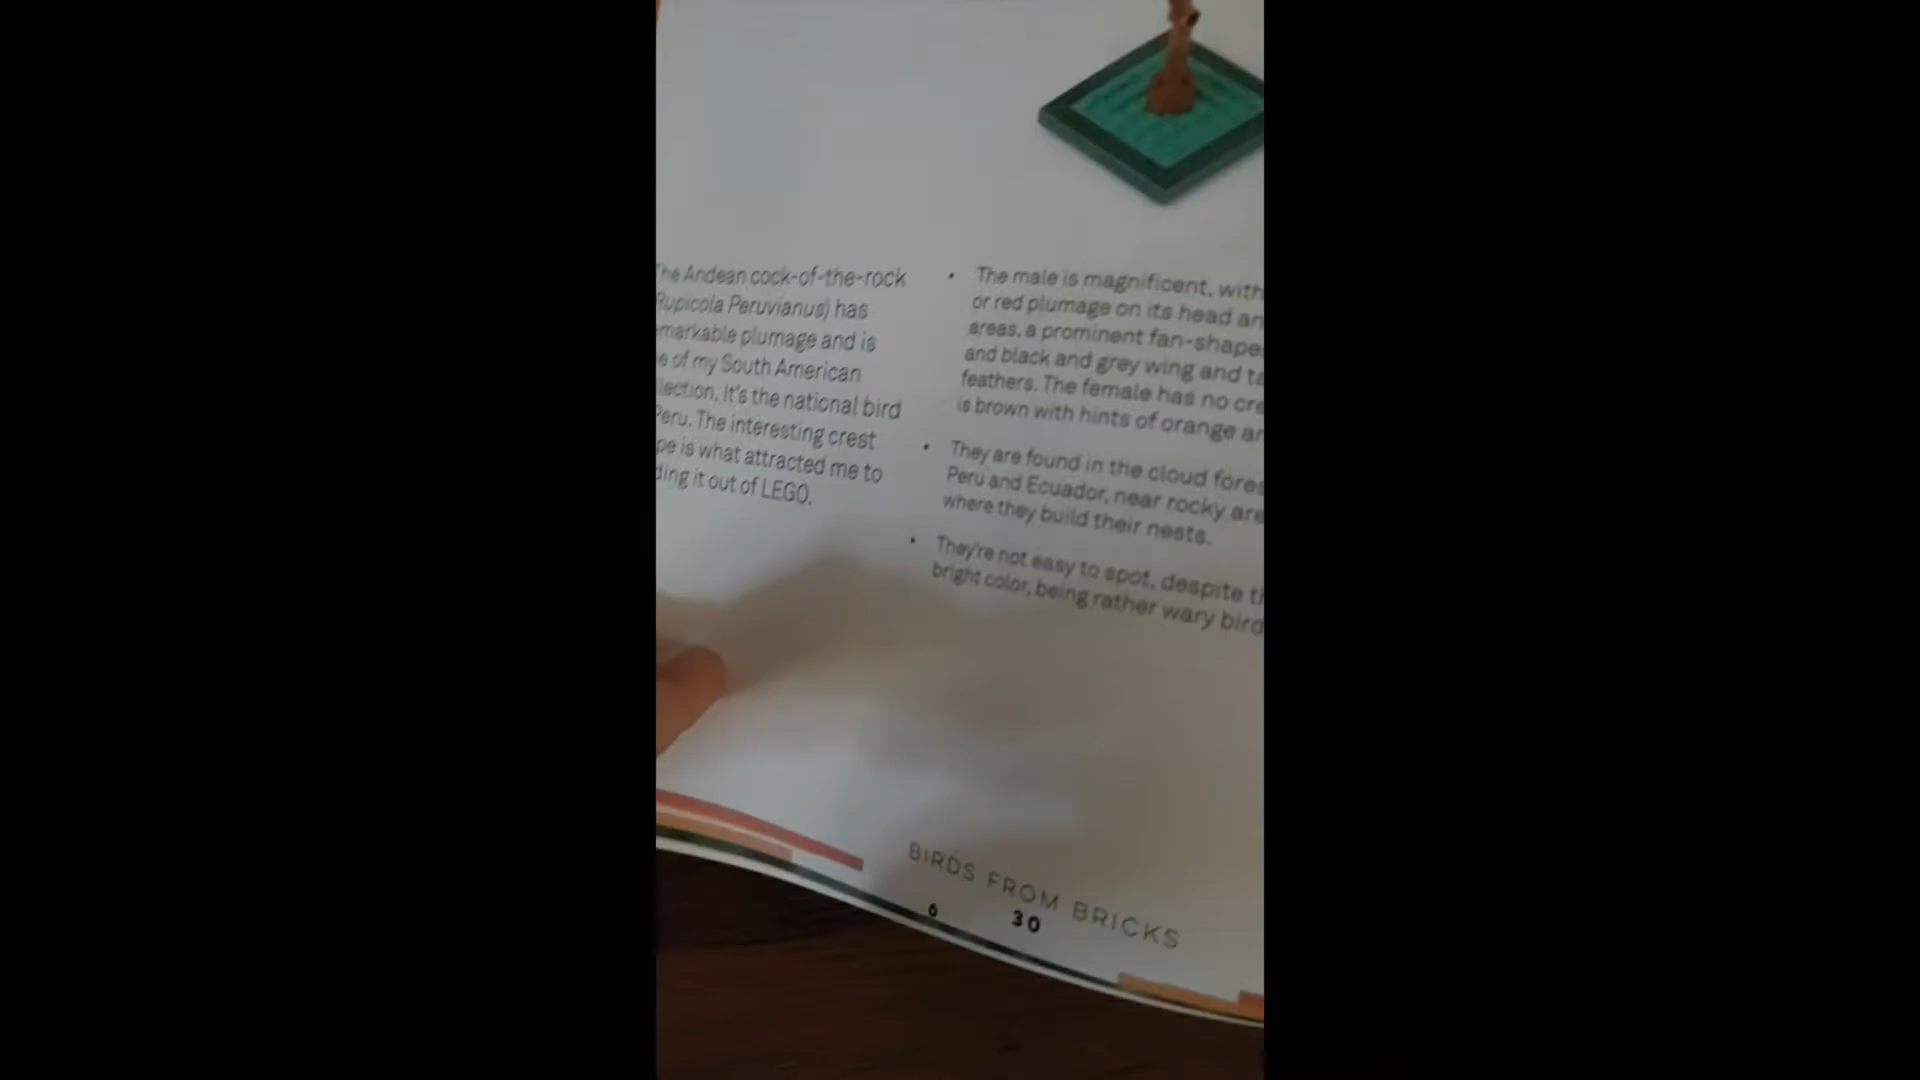 The Andean cock-of-the-rock
Rupicola Peruvianus) has
emarkable plumage and is
e of my South American
lection. It's the national bird
Peru. The interesting crest
pe is what attracted me to
ding it out of LEGO.
• The male is magnificent, with
or red plumage on its head an
areas, a prominent fan-shape
and black and grey wing and ta
feathers. The female has no cre
is brown with hints of orange an
• They are found in the cloud fores
Peru and Ecuador, near rocky are
where they build their nests.
• They're not easy to spot, despite th
bright color, being rather wary bird
BIRDS FROM BRICKS
6 30